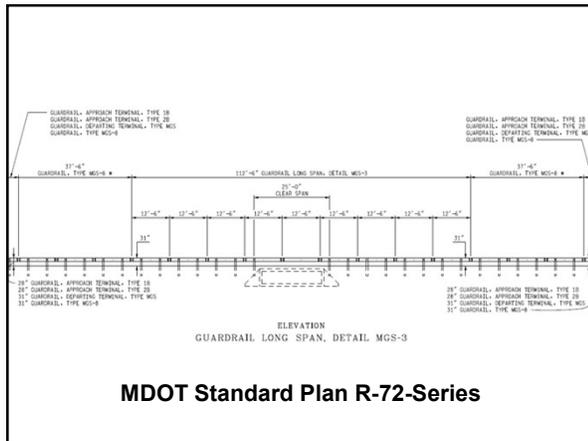 GUARDRAIL, APPROACH TERMINAL, TYPE 1B
GUARDRAIL, APPROACH TERMINAL, TYPE 2B
GUARDRAIL, DEPARTING TERMINAL, TYPE MGS
GUARDRAIL, TYPE MGS-8
GUARDRAIL, APPROACH TERMINAL, TYPE 1B
GUARDRAIL, APPROACH TERMINAL, TYPE 2B
GUARDRAIL, DEPARTING TERMINAL, TYPE MG
GUARDRAIL, TYPE MGS-8
37'-6"
GUARDRAIL, TYPE MGS-8 *
112'-6" GUARDRAIL LONG SPAN, DETAIL MGS-3
37'-6"
GUARDRAIL, TYPE MGS-8 *
25'-0"
CLEAR SPAN
12'-6" 12'-6" 12'-6" 12'-6" 12'-6" 12'-6" 12'-6" 12'-6" 12'-6"
31" 31"
28" GUARDRAIL, APPROACH TERMINAL, TYPE 1B
28" GUARDRAIL, APPROACH TERMINAL, TYPE 2B
31" GUARDRAIL, DEPARTING TERMINAL, TYPE MGS
31" GUARDRAIL, TYPE MGS-8
28" GUARDRAIL, APPROACH TERMINAL, TYPE 1B
28" GUARDRAIL, APPROACH TERMINAL, TYPE 2B
31" GUARDRAIL, DEPARTING TERMINAL, TYPE MGS
31" GUARDRAIL, TYPE MGS-8
ELEVATION
GUARDRAIL LONG SPAN, DETAIL MGS-3
MDOT Standard Plan R-72-Series